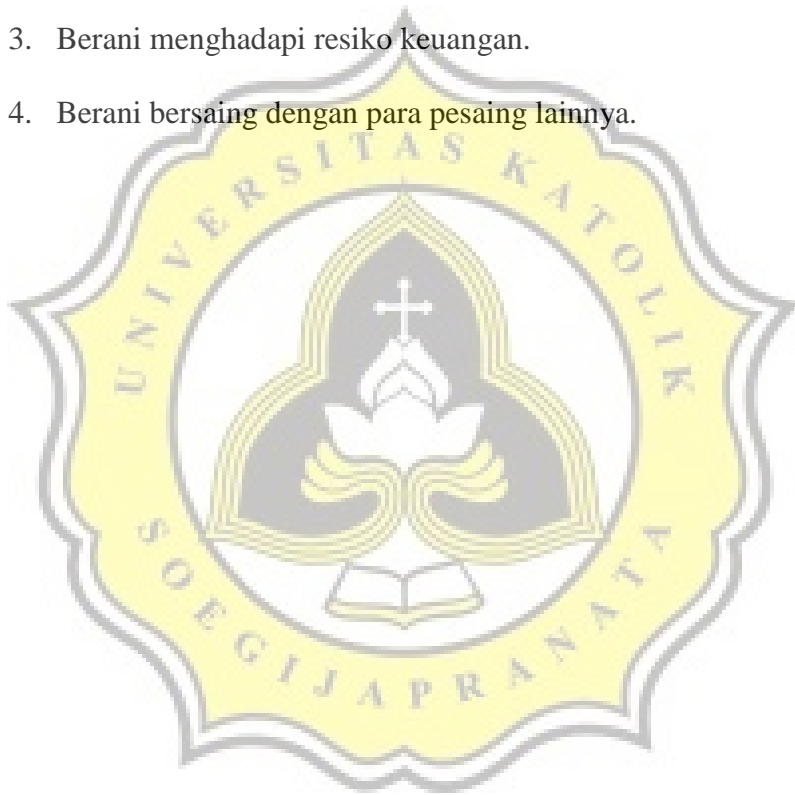 3. Berani menghadapi resiko keuangan.
4. Berani bersaing dengan para pesaing lainnya.
UNIVERSITAS KATOLIK
SOEGIJAPRANATA